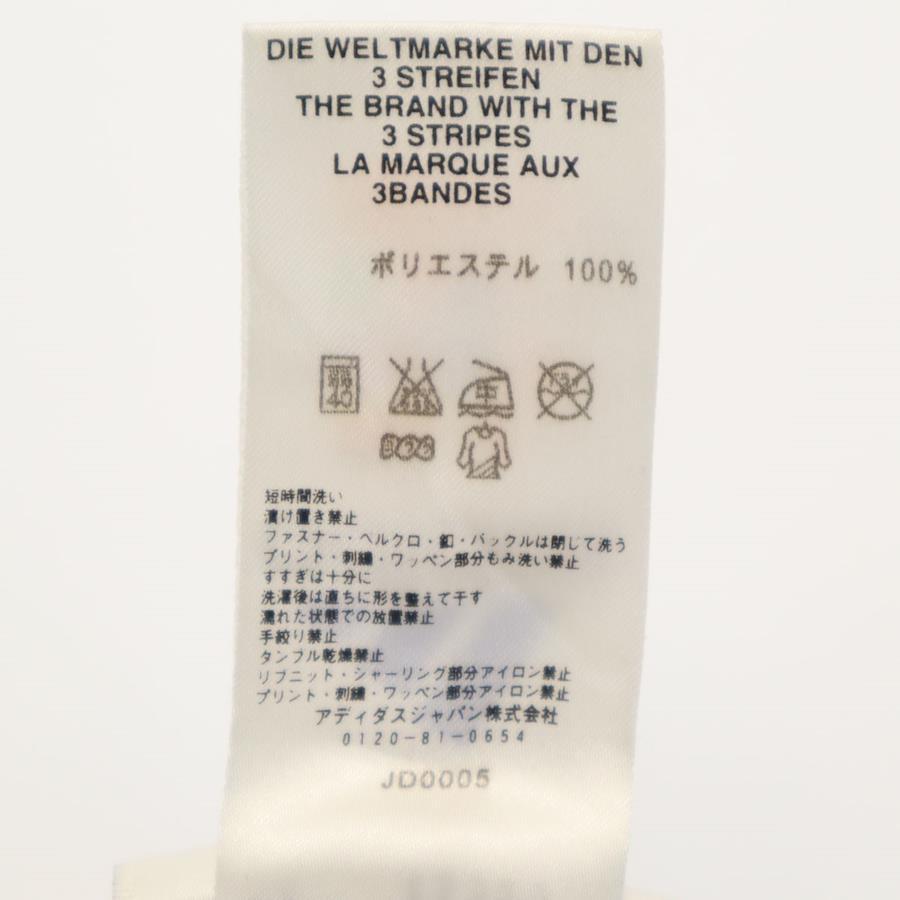 DIE WELTMARKE MIT DEN
3 STREIFEN
THE BRAND WITH THE
3 STRIPES
LA MARQUE AUX
3BANDES
ポリエステル 100%
40
中
短時間洗い
漬け置き禁止
ファスナー・ベルクロ・釦・バックルは閉じて洗う
プリント・刺繍・ワッペン部分もみ洗い禁止
すすぎは十分に
洗濯後は直ちに形を整えて干す
濡れた状態での放置禁止
手絞り禁止
タンブル乾燥禁止
リブニット・シャーリング部分アイロン禁止
プリント・刺繍・ワッペン部分アイロン禁止
アディダスジャパン株式会社
0120-81-0654
JD0005